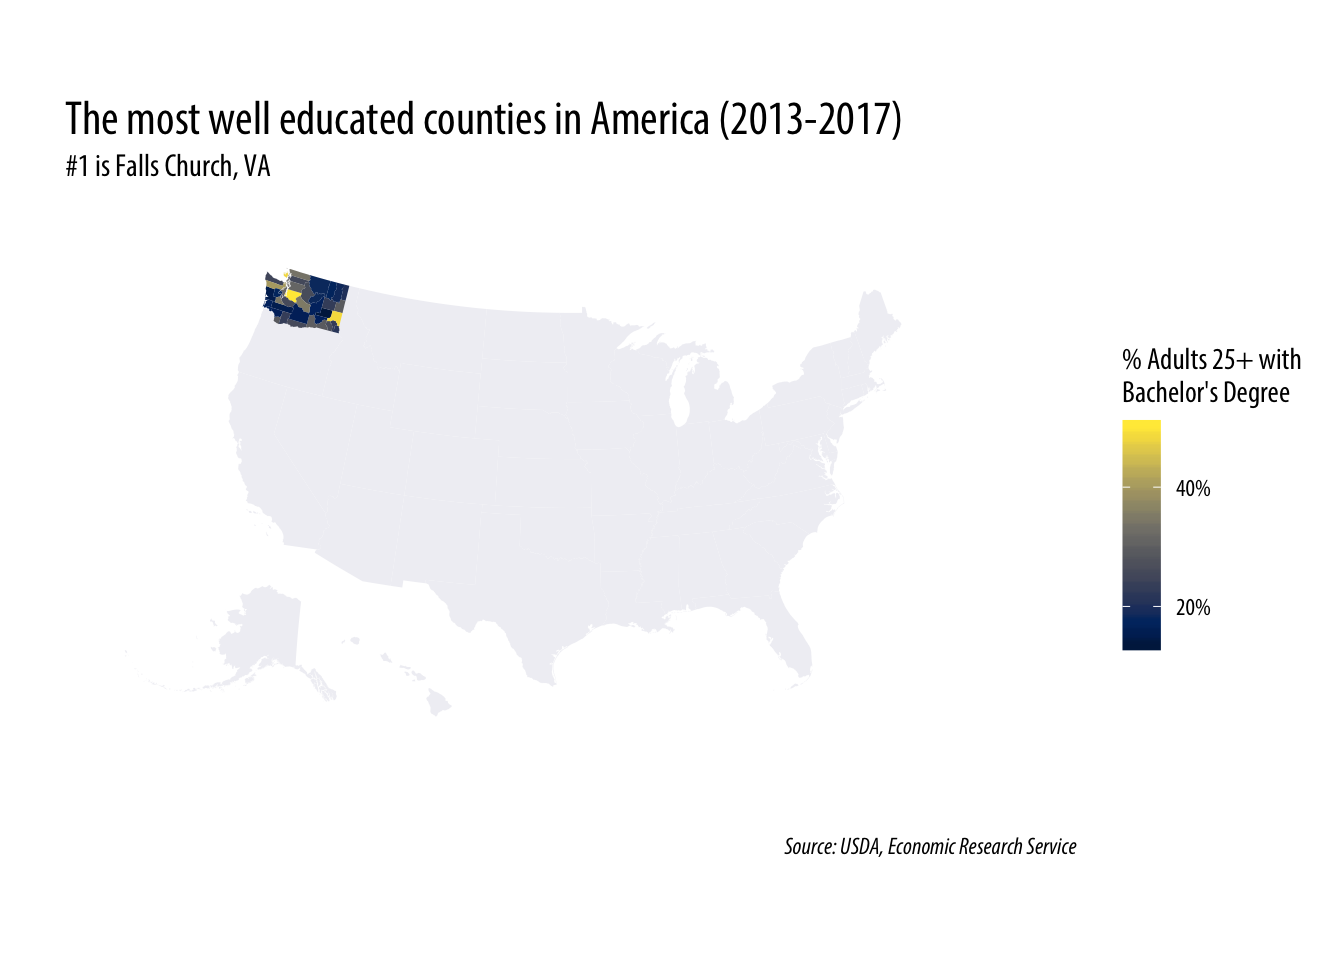 The most well educated counties in America (2013-2017)
#1 is Falls Church, VA
% Adults 25+ with
Bachelor's Degree
40%
20%
Source: USDA, Economic Research Service